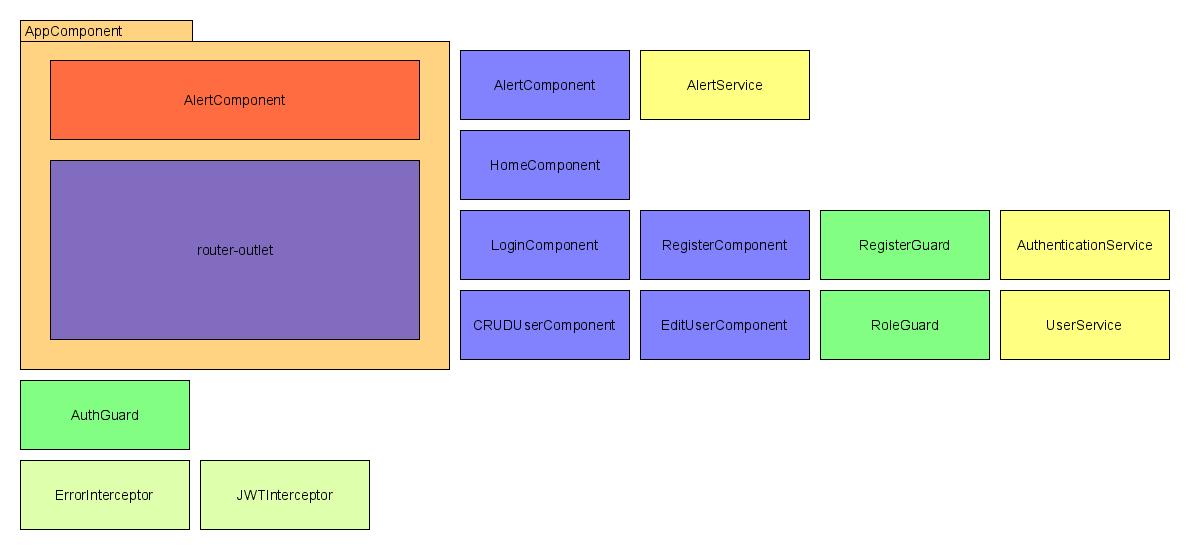 AppComponent
AlertComponent
AlertComponent
AlertService
HomeComponent
router-outlet
LoginComponent
RegisterComponent
RegisterGuard
AuthenticationService
CRUDUserComponent
EditUserComponent
RoleGuard
UserService
AuthGuard
ErrorInterceptor
JWTInterceptor